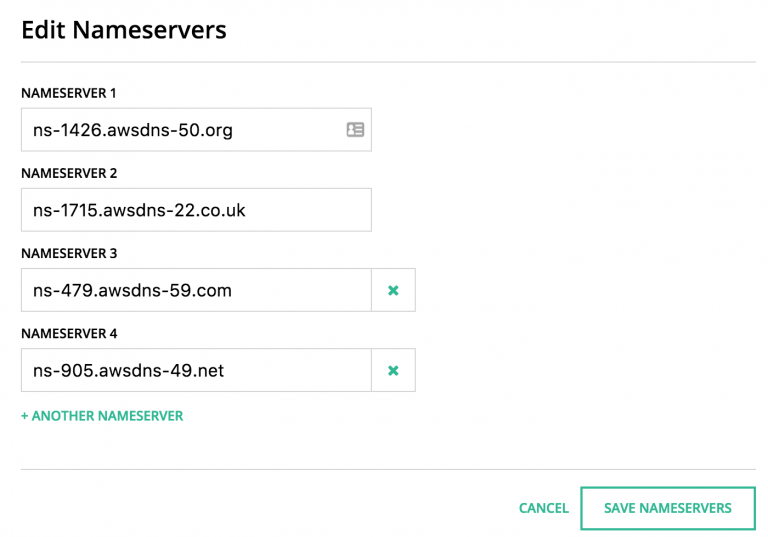 Edit Nameservers
NAMESERVER 1
ns-1426.awsdns-50.org
NAMESERVER 2
ns-1715.awsdns-22.co.uk
NAMESERVER 3
ns-479.awsdns-59.com
NAMESERVER 4
ns-905.awsdns-49.net
+ ANOTHER NAMESERVER
CANCEL SAVE NAMESERVERS